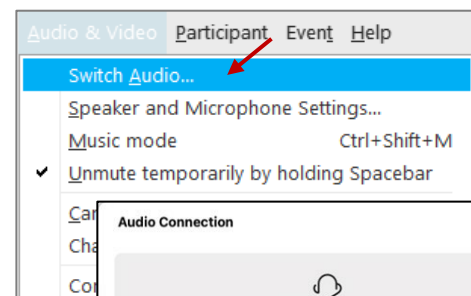 Audio & Video Participant Event Help
Switch Audio...
Speaker and Microphone Settings...
Music mode Ctrl+Shift+M
Unmute temporarily by holding Spacebar
Audio Connection